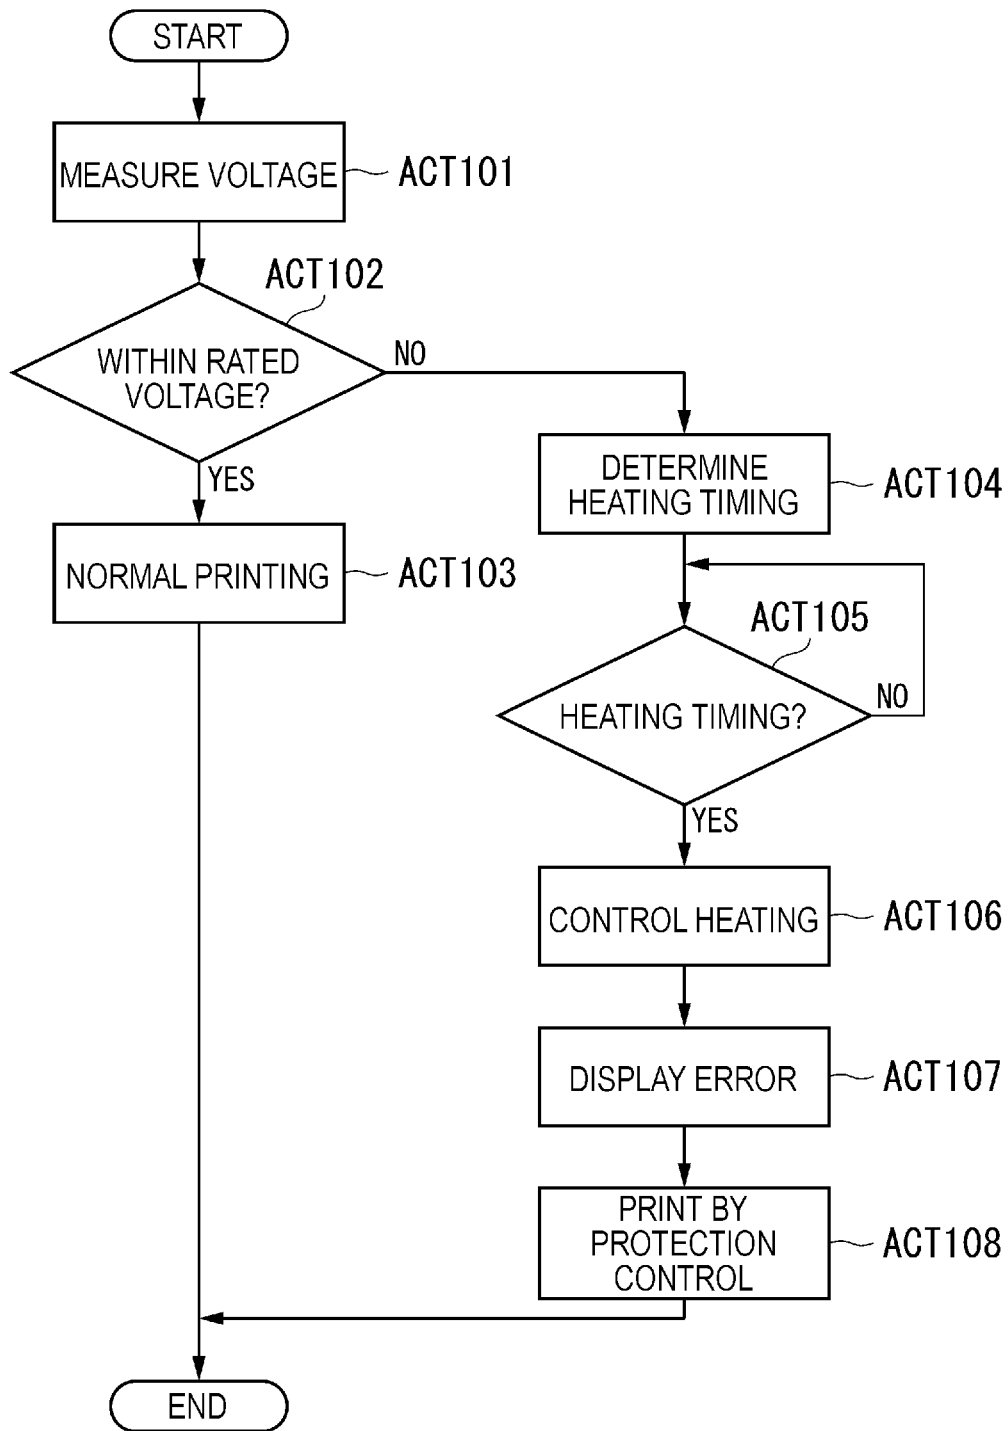 START
MEASURE VOLTAGE
ACT101
ACT102
WITHIN RATED
VOLTAGE?
NO
YES
NORMAL PRINTING
ACT103
DETERMINE
HEATING TIMING
ACT104
ACT105
HEATING TIMING?
NO
YES
CONTROL HEATING
ACT106
DISPLAY ERROR
ACT107
PRINT BY
PROTECTION
CONTROL
ACT108
END